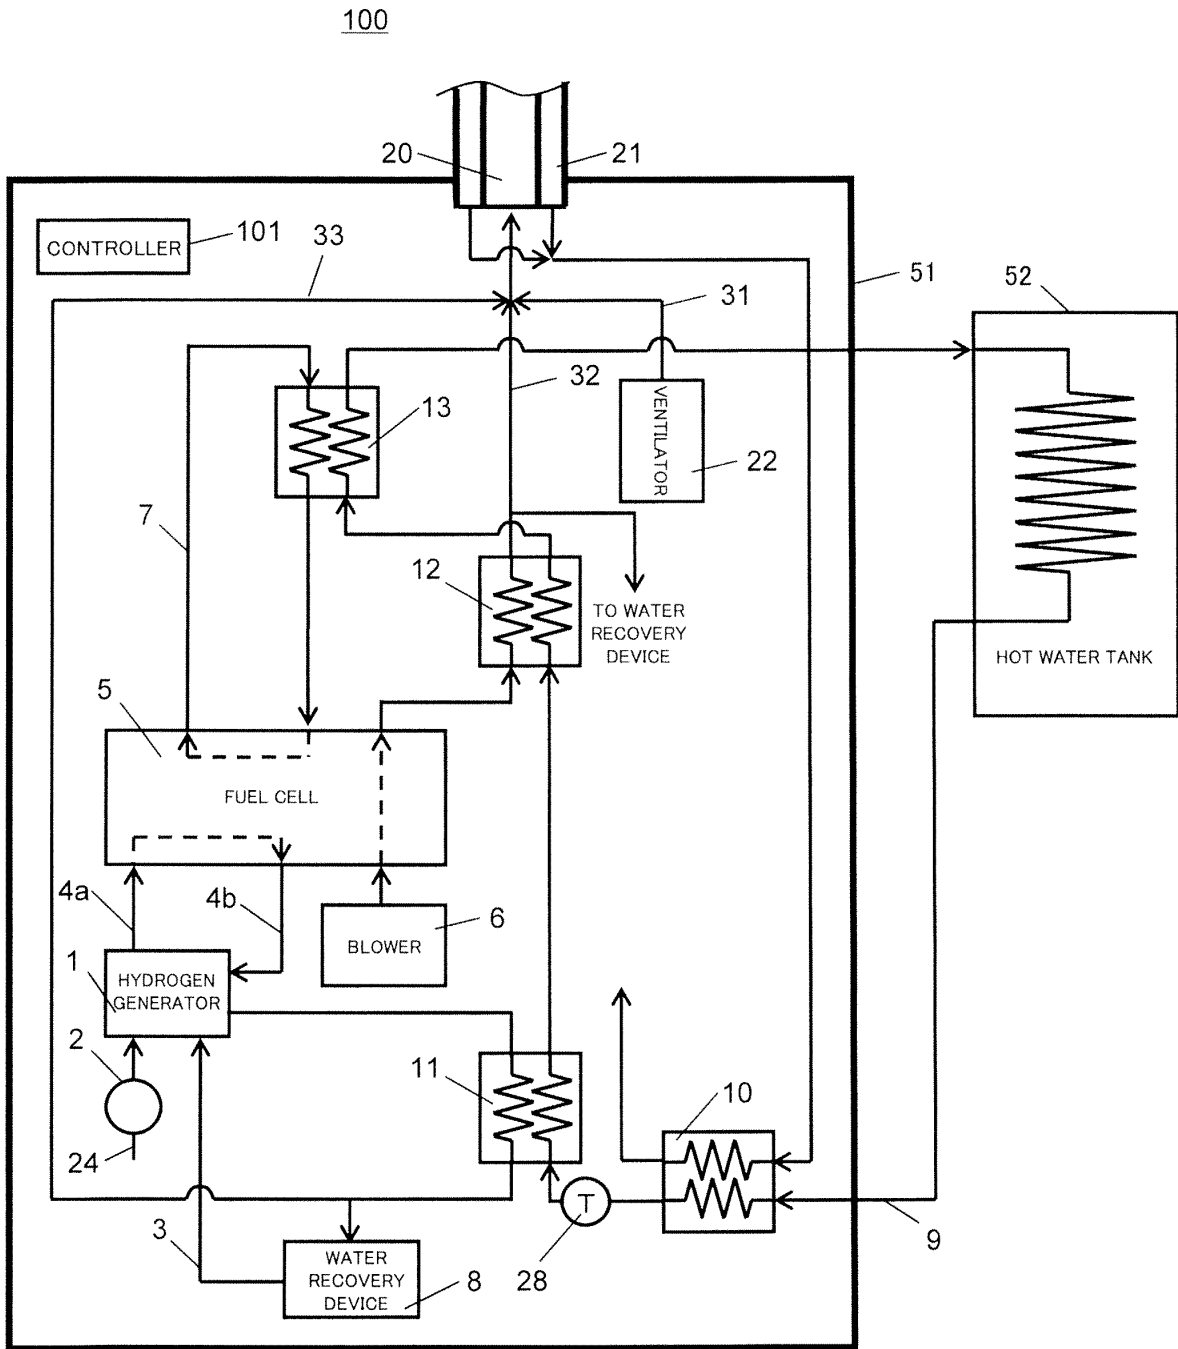 100
20
21
CONTROLLER
101
33
51
52
31
32
13
VENTILATOR
22
7
12
TO WATER
RECOVERY
DEVICE
HOT WATER TANK
5
FUEL CELL
4a
4b
6
BLOWER
1
HYDROGEN
GENERATOR
2
11
10
24
T
3
28
9
WATER
RECOVERY
DEVICE
8